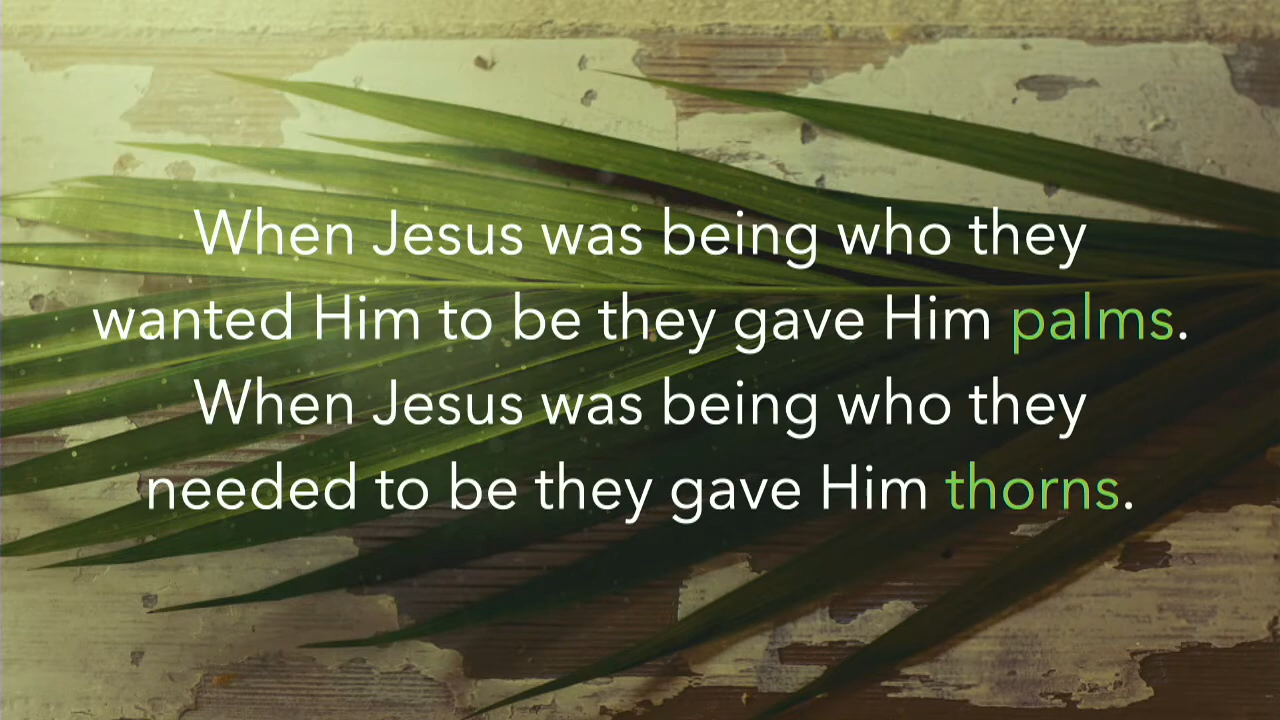 When Jesus was being who they
wanted Him to be they gave Him palms.
When Jesus was being who they
needed to be they gave Him thorns.